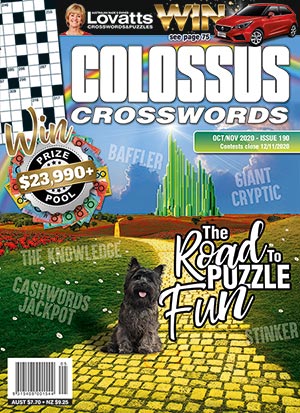 AUSTRALIA'S
Lovatts
CROSSWORDS&PUZZLES
WIN
see page 75
COLOSSUS
CROSSWORDS
OCT/NOV 2020 - ISSUE 190
Contests close 12/11/2020
Win
PRIZE
$23,990+
POOL
BAFFLER
GIANT
CRYPTIC
THE KNOWLEDGE
CASHWORDS
JACKPOT
The
Road To
PUZZLE
Fun
STINKER
AUST $7.70 • NZ $9.25